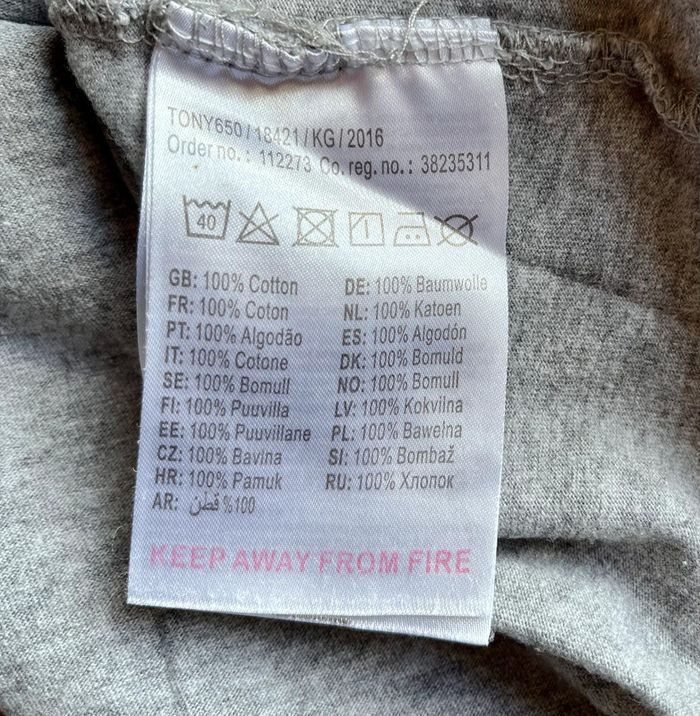 TONY650/18421/KG/2016
Order no.: 112273 Co.reg.no.: 38235311
40
GB: 100% Cotton DE: 100% Baumwolle
FR: 100% Coton NL: 100% Katoen
PT: 100% Algodão ES: 100% Algodón
IT: 100% Cotone DK: 100% Bomuld
SE: 100% Bomull NO: 100% Bomull
FI: 100% Puuvilla LV: 100% Kokvilna
EE: 100% Puuvillane PL: 100% Bawełna
CZ: 100% Bavlna SI: 100% Bombaž
HR: 100% Pamuk RU: 100% Хлопок
AR: قطن %100
KEEP AWAY FROM FIRE